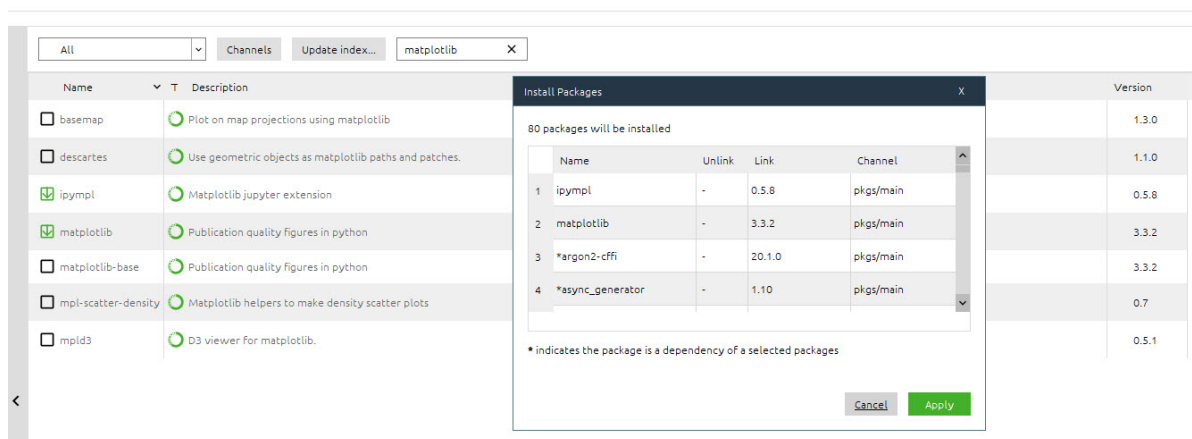 All Channels Update index... matplotlib X
Name T Description Version
basemap Plot on map projections using matplotlib 1.3.0
descartes Use geometric objects as matplotlib paths and patches. 1.1.0
ipympl Matplotlib jupyter extension 0.5.8
matplotlib Publication quality figures in python 3.3.2
matplotlib-base Publication quality figures in python 3.3.2
mpl-scatter-density Matplotlib helpers to make density scatter plots 0.7
mpld3 D3 viewer for matplotlib. 0.5.1
Install Packages X
80 packages will be installed
Name Unlink Link Channel
1 ipympl - 0.5.8 pkgs/main
2 matplotlib - 3.3.2 pkgs/main
3 *argon2-cffi - 20.1.0 pkgs/main
4 *async_generator - 1.10 pkgs/main
* indicates the package is a dependency of a selected packages
Cancel Apply